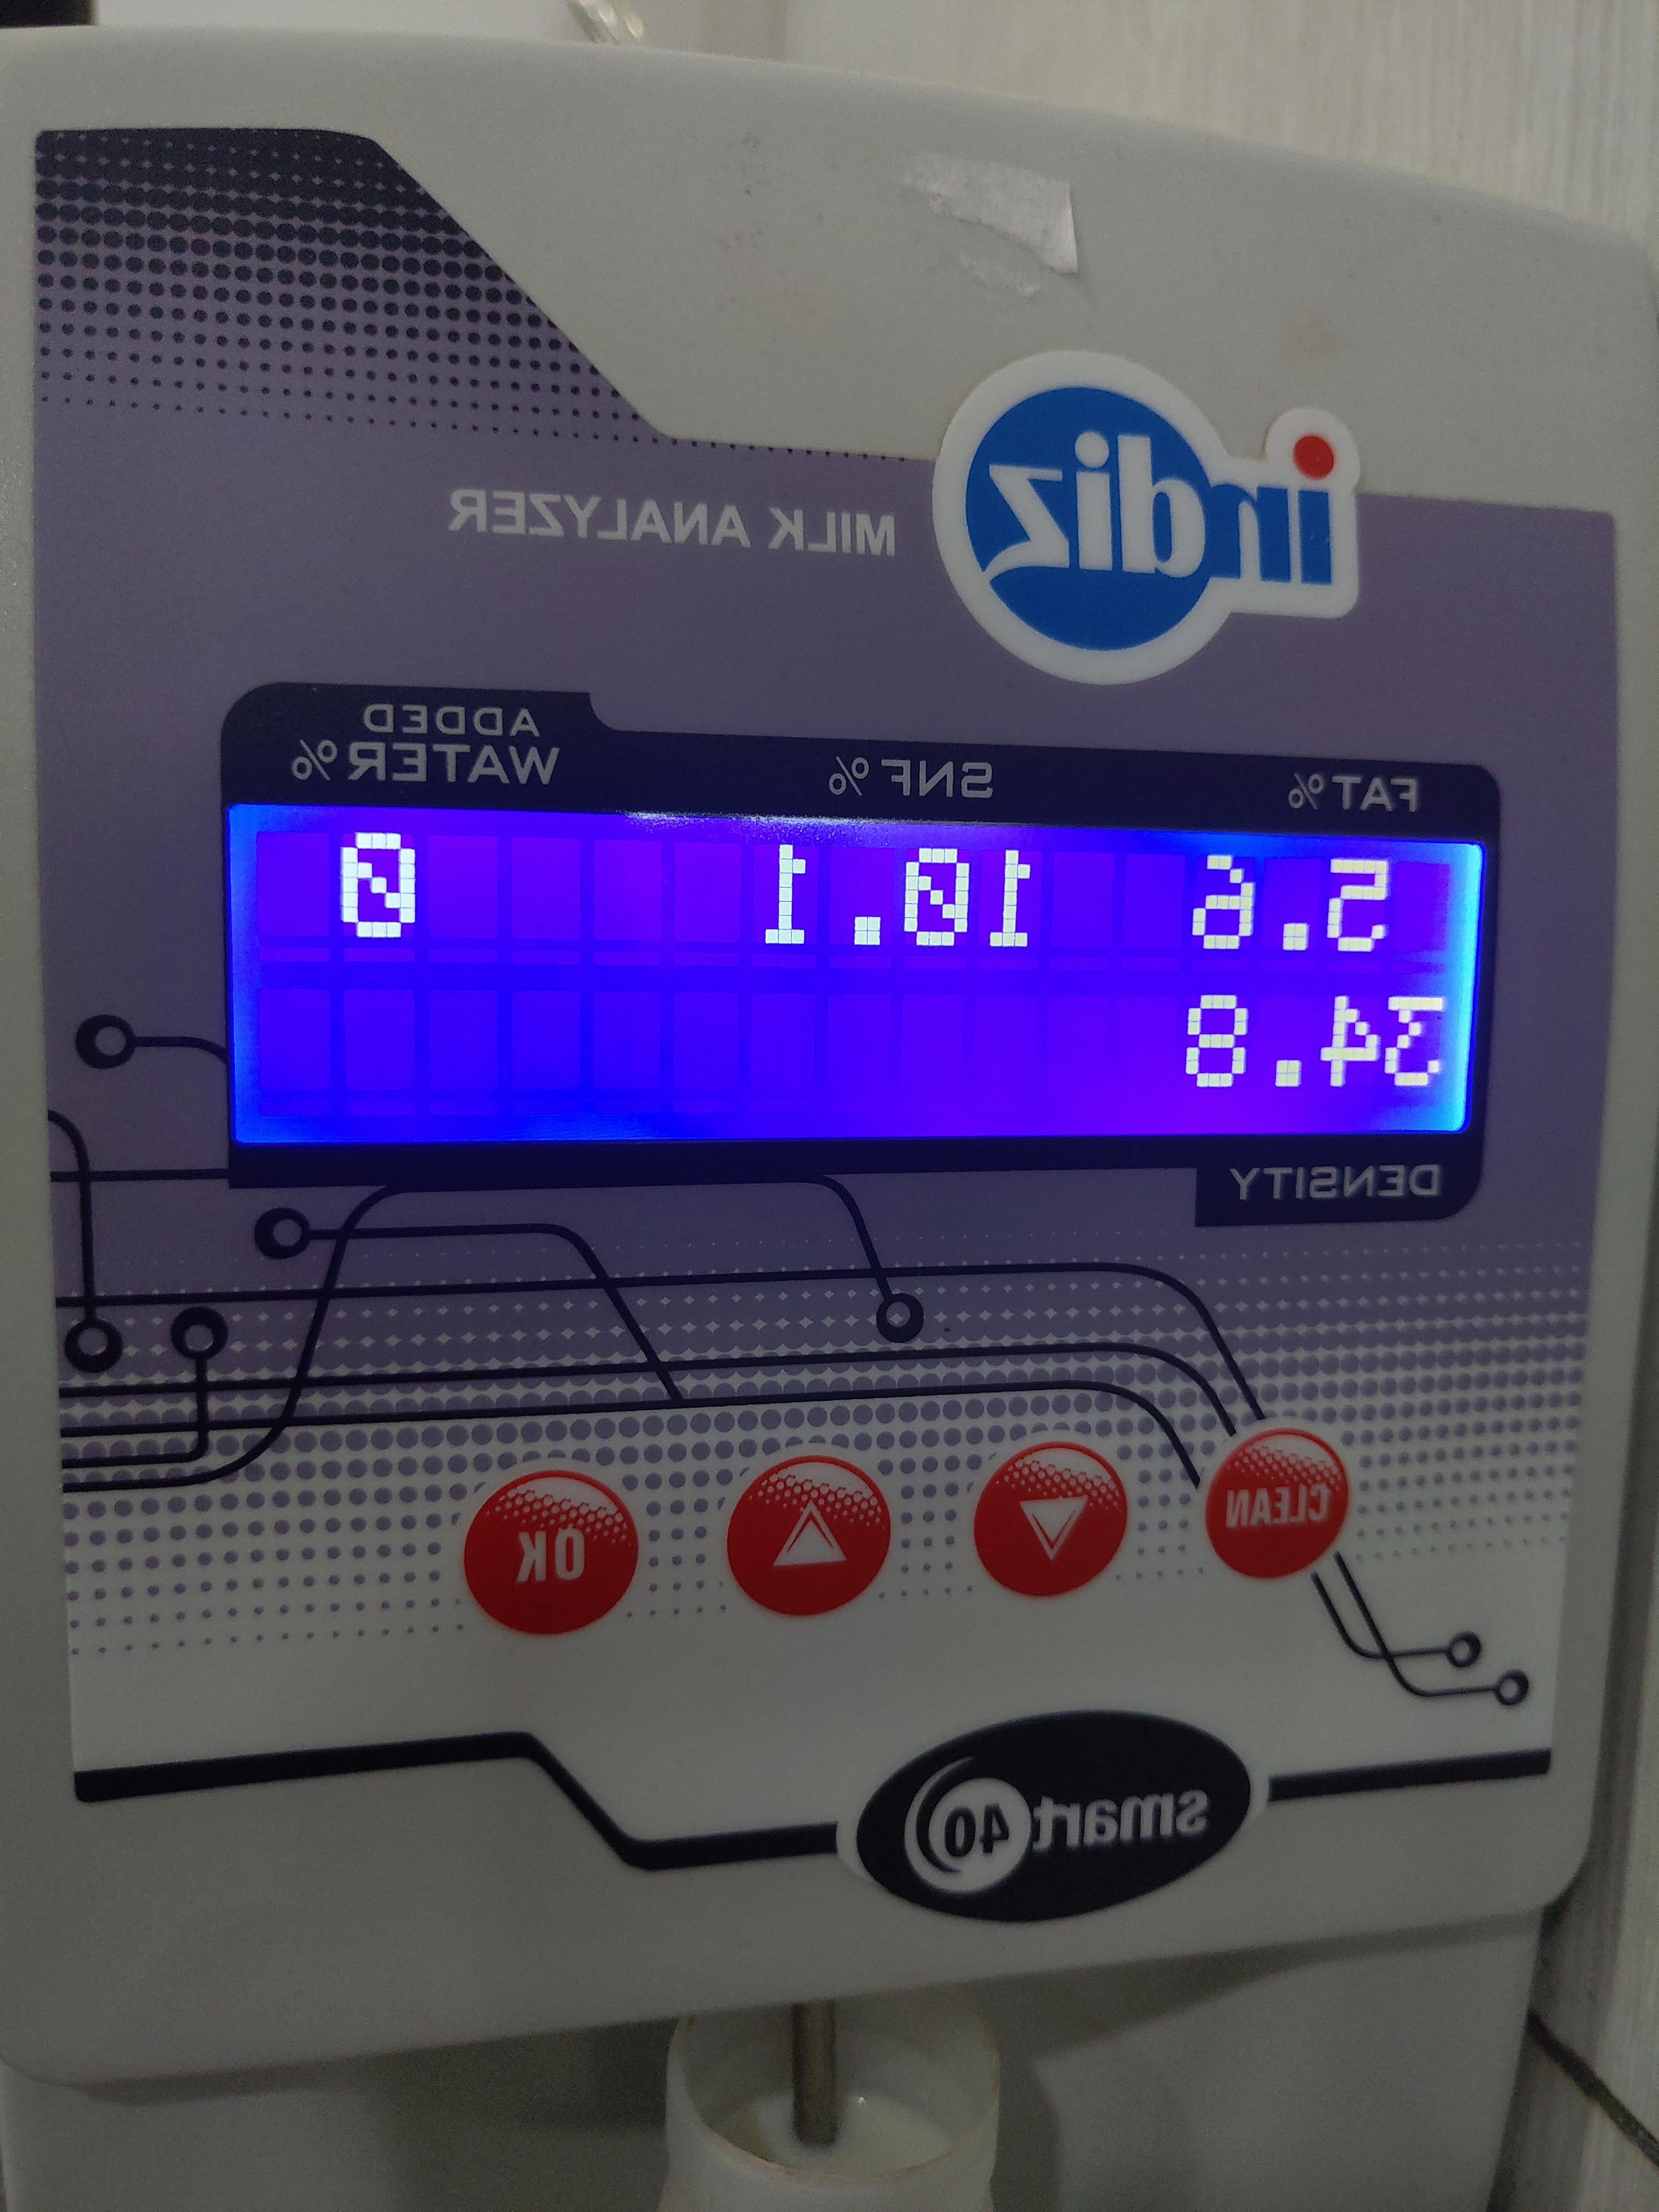 indiz
MILK ANALYZER
FAT % SNF % ADDED WATER %
5.6 10.1 0
34.8
DENSITY
CLEAN OK
smart 40